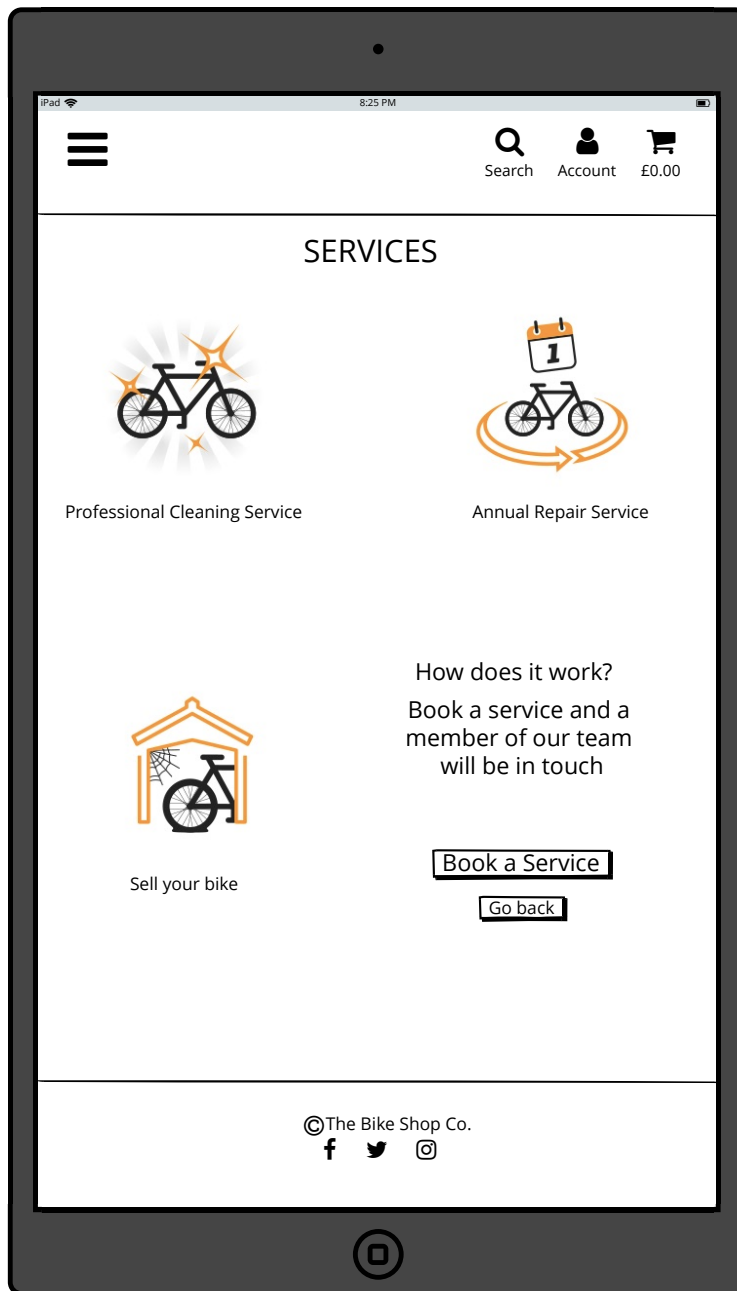 iPad 8:25 PM
Search Account £0.00
SERVICES
1
Professional Cleaning Service Annual Repair Service
How does it work?
Book a service and a
member of our team
will be in touch
Book a Service
Sell your bike
Go back
©The Bike Shop Co.